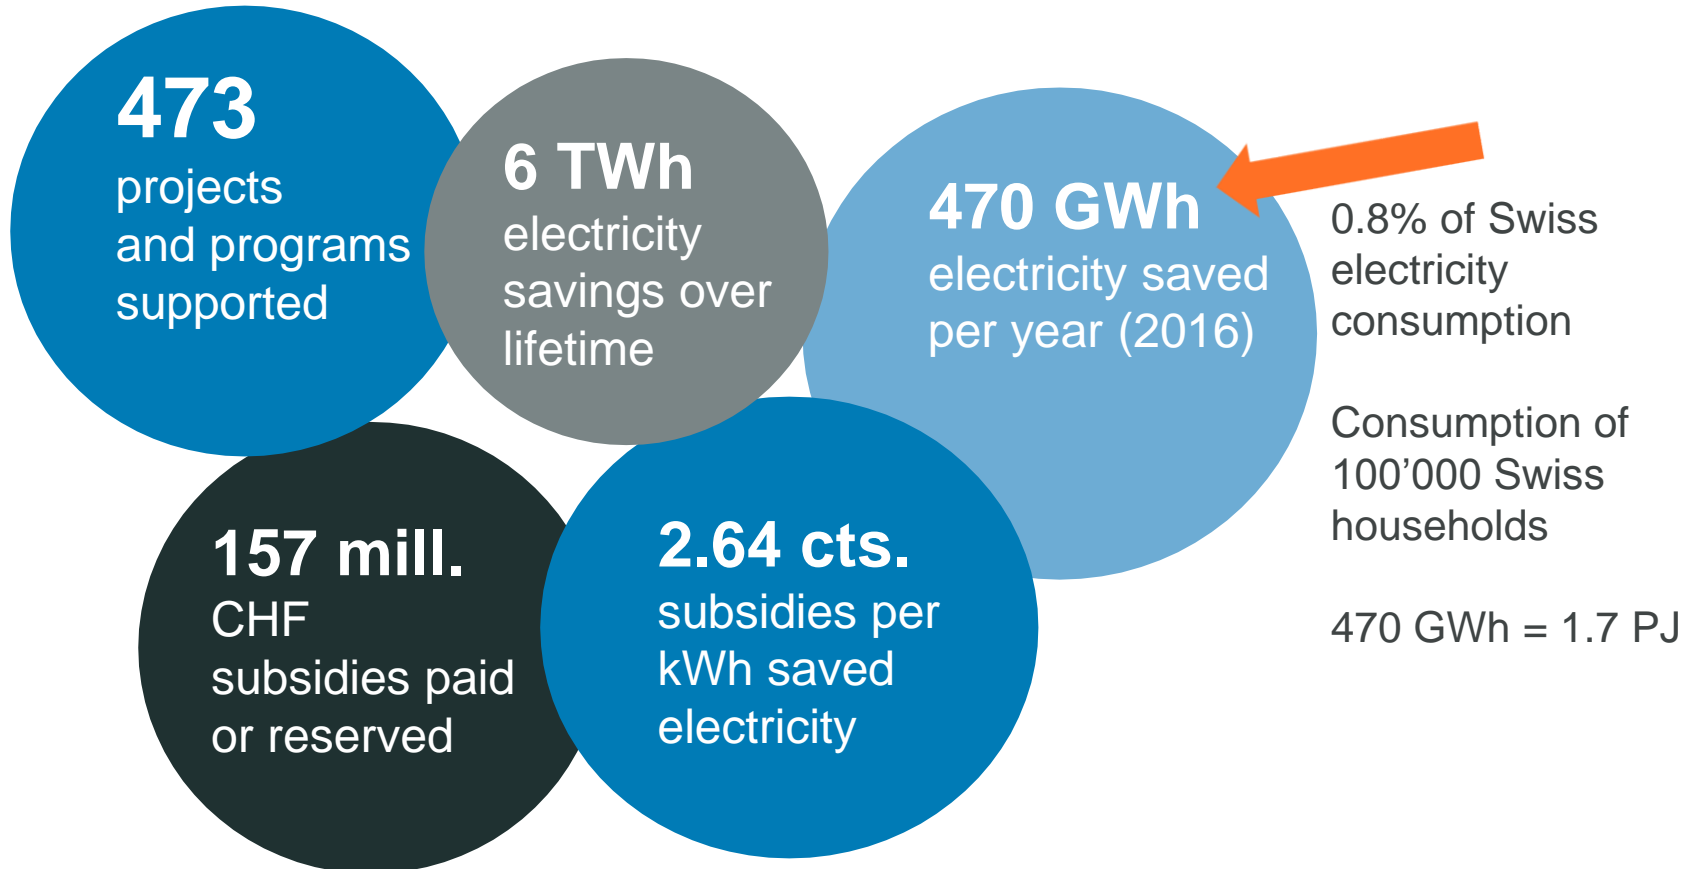 473
projects
and programs
supported
6 TWh
electricity
savings over
lifetime
470 GWh
electricity saved
per year (2016)
0.8% of Swiss
electricity
consumption
Consumption of
100’000 Swiss
households
470 GWh = 1.7 PJ
157 mill.
CHF
subsidies paid
or reserved
2.64 cts.
subsidies per
kWh saved
electricity